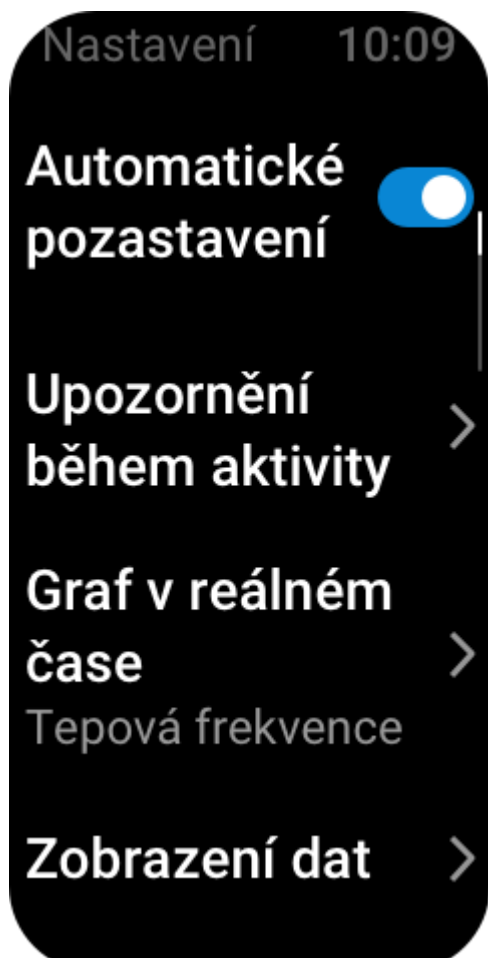 Nastavení 10:09
Automatické
pozastavení
Upozornění
během aktivity
Graf v reálném
čase
Tepová frekvence
Zobrazení dat